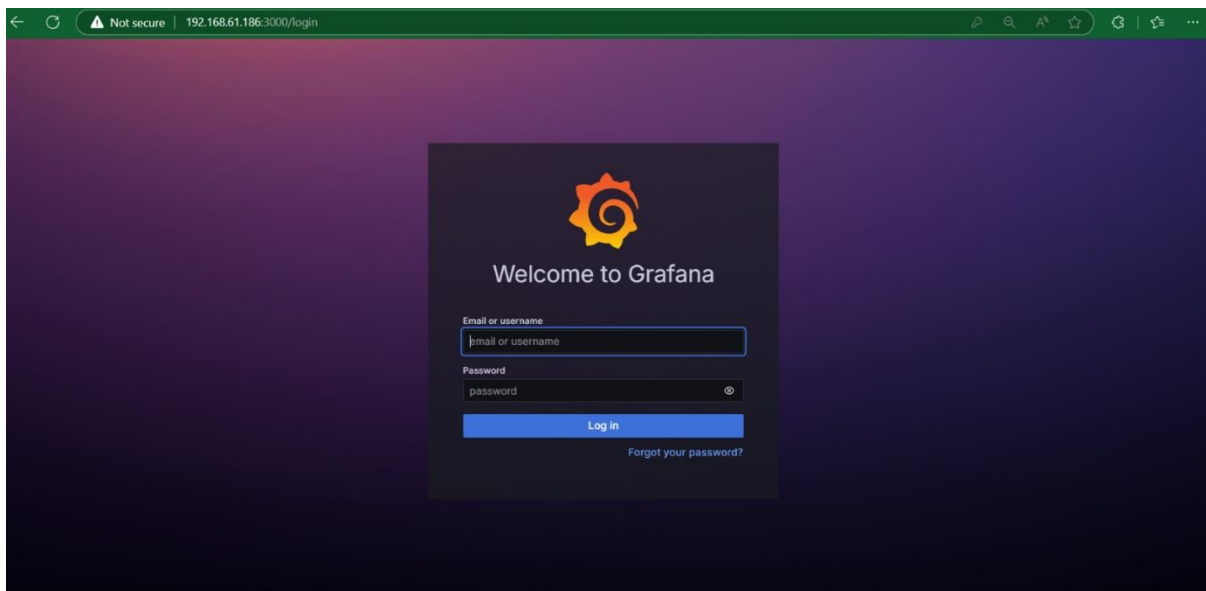 Not secure | 192.168.61.186:3000/login
Welcome to Grafana
Email or username
email or username
Password
password
Log in
Forgot your password?